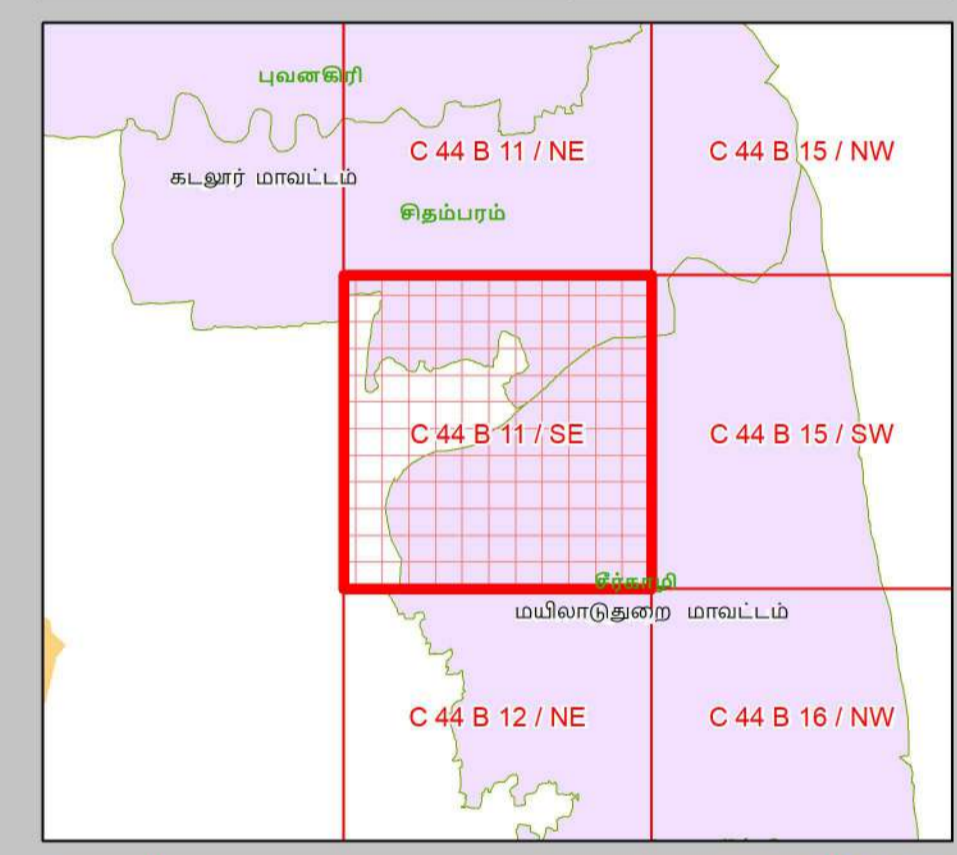 புவனகிரி
C 44 B 11 / NE
C 44 B 15 / NW
கடலூர் மாவட்டம்
சிதம்பரம்
C 44 B 11 / SE
C 44 B 15 / SW
சீர்காழி
மயிலாடுதுறை மாவட்டம்
C 44 B 12 / NE
C 44 B 16 / NW